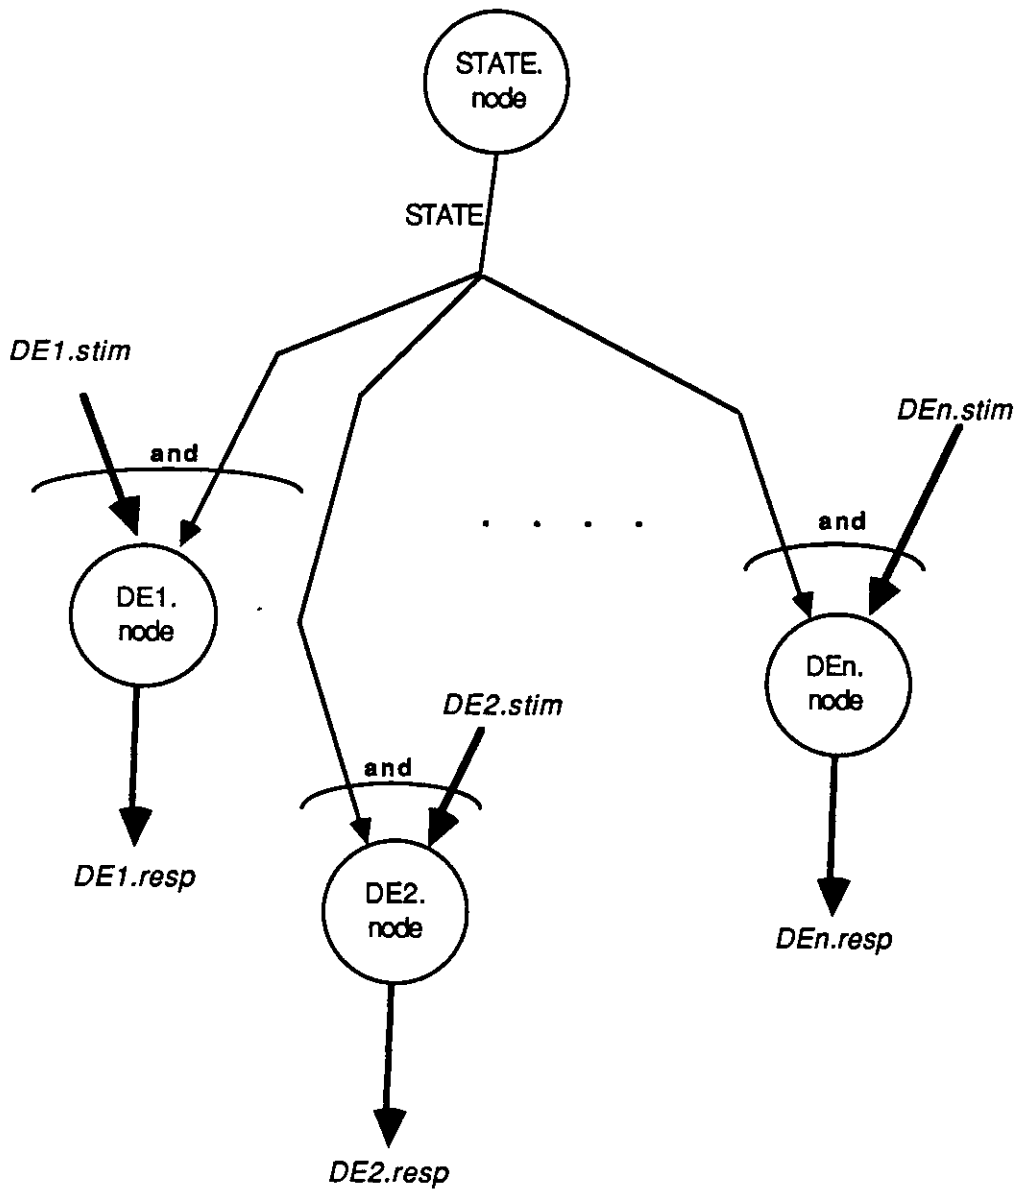 STATE.
node
STATE
DE1.stim
DEn.stim
and
and
DE1.
node
DEn.
node
DE2.stim
and
DE1.resp
DE2.
node
DEn.resp
DE2.resp